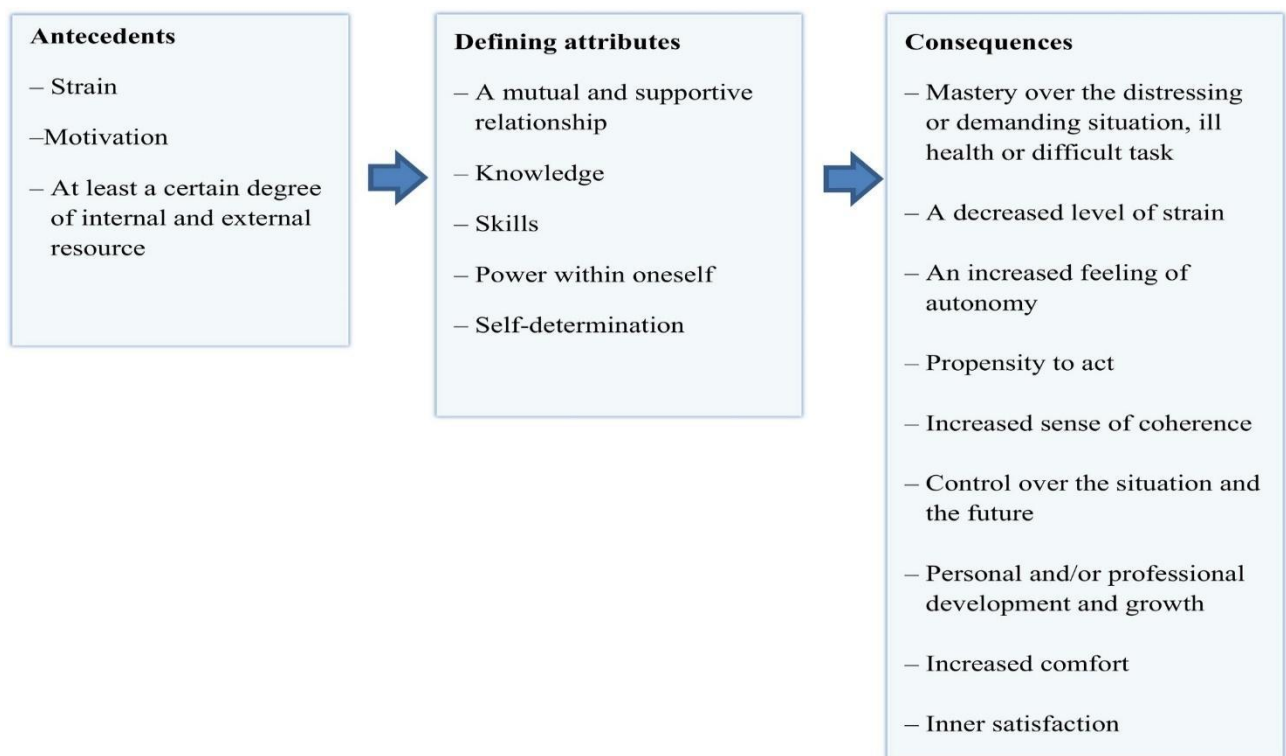 Antecedents
– Strain
–Motivation
– At least a certain degree
of internal and external
resource
Defining attributes
– A mutual and supportive
relationship
– Knowledge
– Skills
– Power within oneself
– Self-determination
Consequences
– Mastery over the distressing
or demanding situation, ill
health or difficult task
– A decreased level of strain
– An increased feeling of
autonomy
– Propensity to act
– Increased sense of coherence
– Control over the situation and
the future
– Personal and/or professional
development and growth
– Increased comfort
– Inner satisfaction